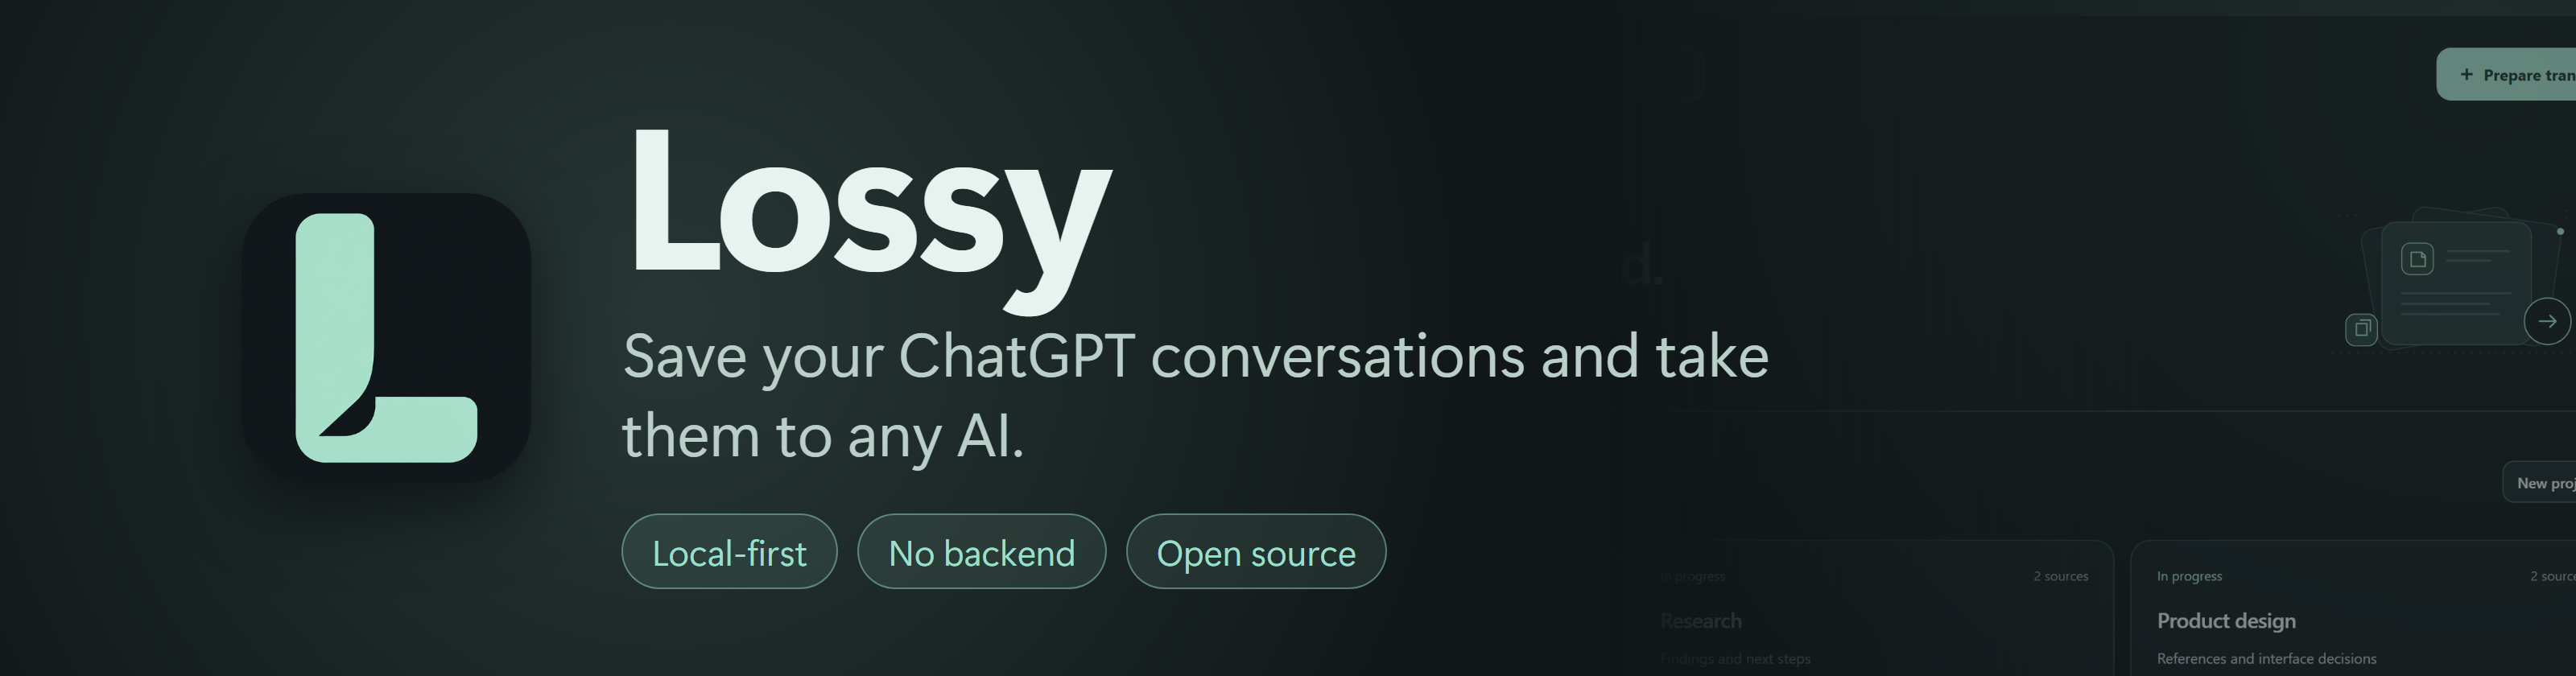 Lossy
Save your ChatGPT conversations and take
them to any AI.
Local-first
No backend
Open source
+ Prepare tran
d.
New proj
In progress
2 sources
Research
Findings and next steps
In progress
2 source
Product design
References and interface decisions